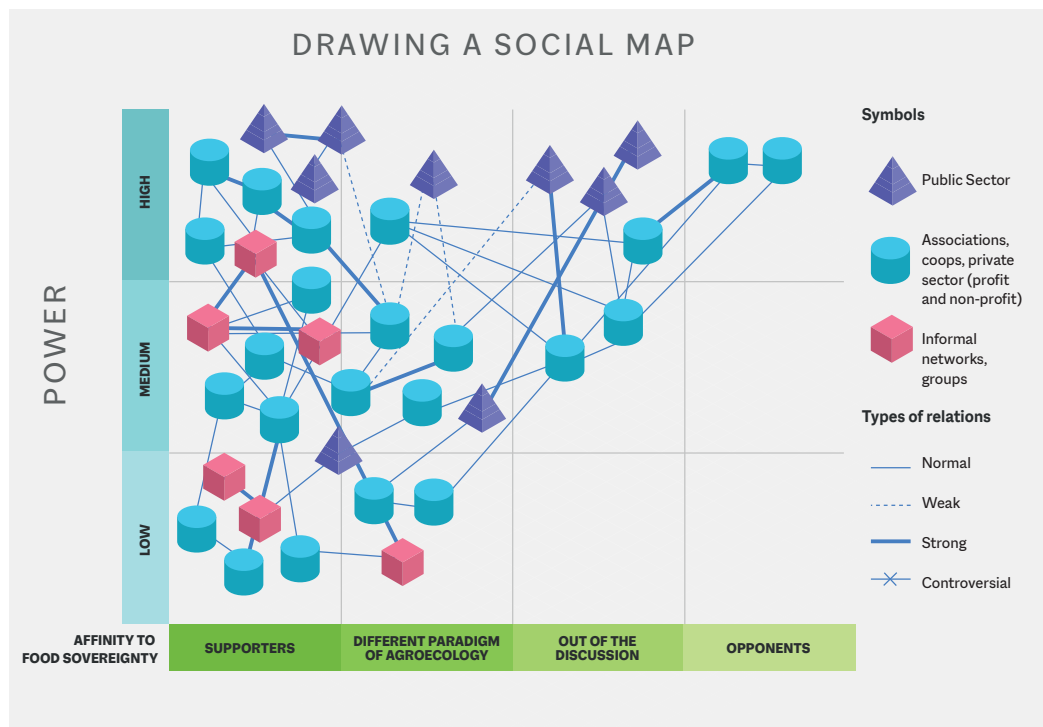 DRAWING A SOCIAL MAP
POWER
HIGH
MEDIUM
LOW
AFFINITY TO
FOOD SOVEREIGNTY
SUPPORTERS
DIFFERENT PARADIGM
OF AGROECOLOGY
OUT OF THE
DISCUSSION
OPPONENTS
Symbols
Public Sector
Associations,
coops, private
sector (profit
and non-profit)
Informal
networks,
groups
Types of relations
Normal
Weak
Strong
Controversial